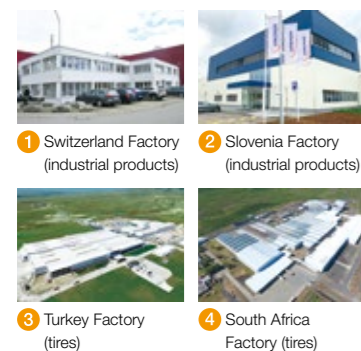 1 Switzerland Factory
(industrial products)
2 Slovenia Factory
(industrial products)
3 Turkey Factory
(tires)
4 South Africa
Factory (tires)